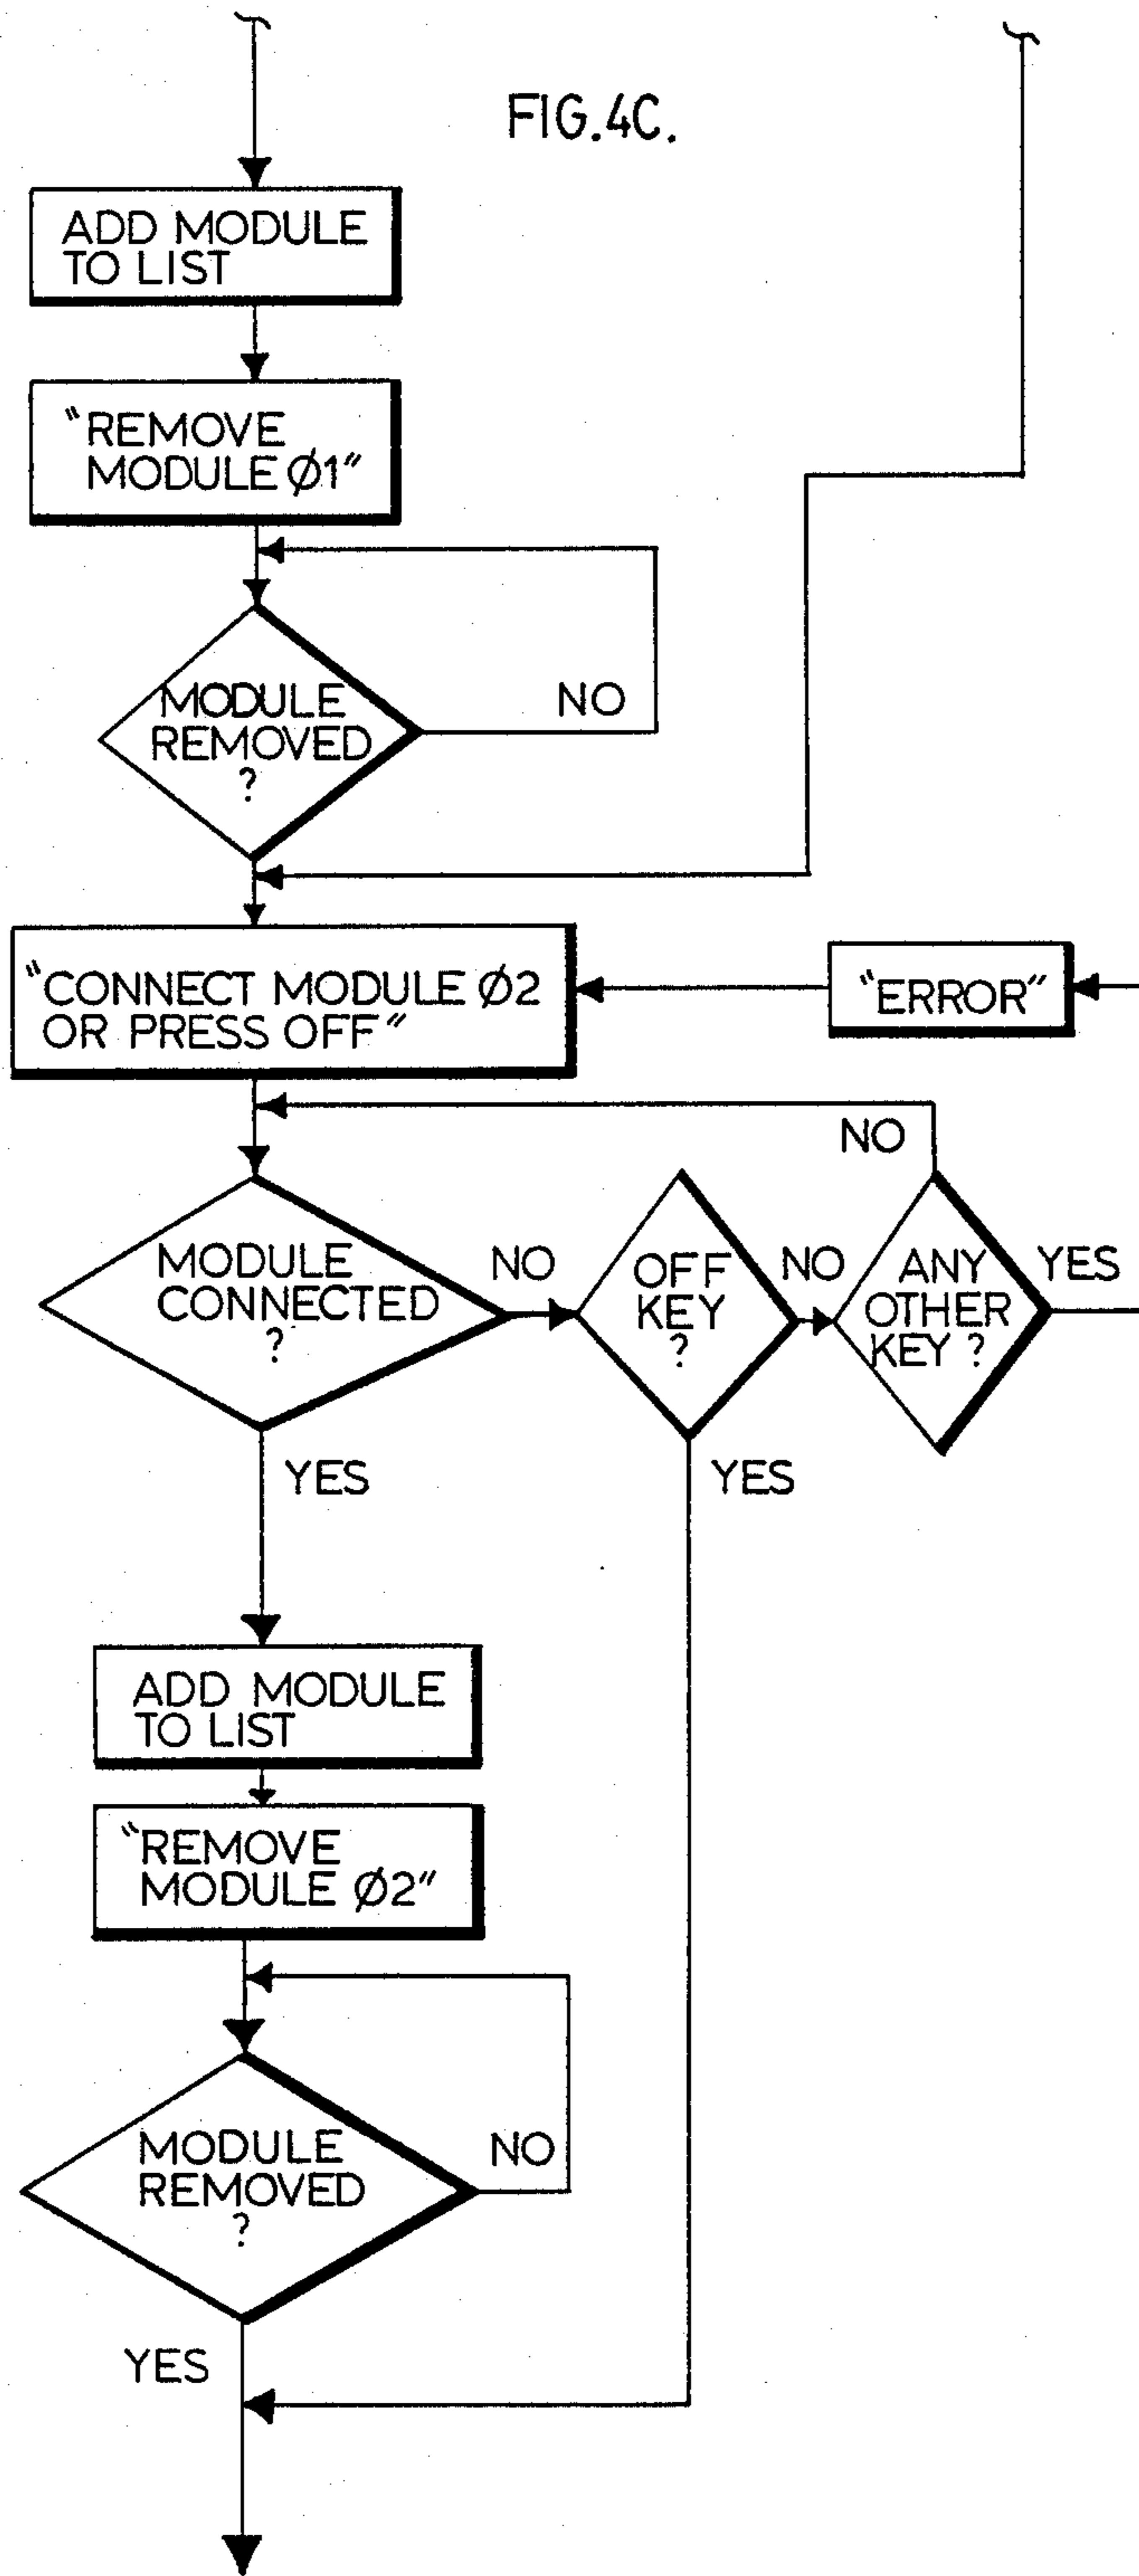 FIG.4C.
ADD MODULE
TO LIST
"REMOVE
MODULE Ø1"
MODULE
REMOVED
?
NO
"CONNECT MODULE Ø2
OR PRESS OFF"
"ERROR"
NO
MODULE
CONNECTED
?
NO
OFF
KEY
?
NO
ANY
OTHER
KEY ?
YES
YES
YES
ADD MODULE
TO LIST
"REMOVE
MODULE Ø2"
MODULE
REMOVED
?
NO
YES